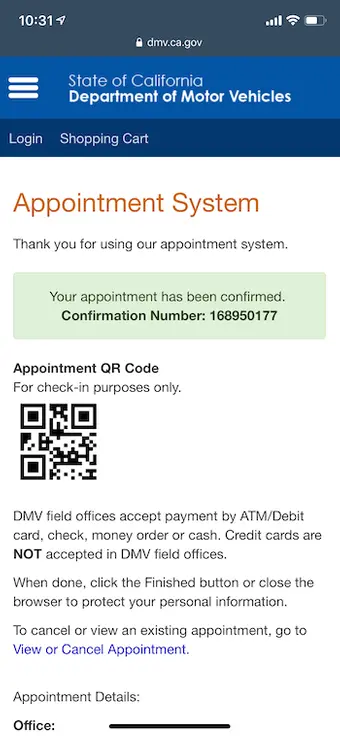 10:31
dmv.ca.gov
State of California
Department of Motor Vehicles
Login Shopping Cart
Appointment System
Thank you for using our appointment system.
Your appointment has been confirmed.
Confirmation Number: 168950177
Appointment QR Code
For check-in purposes only.
DMV field offices accept payment by ATM/Debit
card, check, money order or cash. Credit cards are
NOT accepted in DMV field offices.
When done, click the Finished button or close the
browser to protect your personal information.
To cancel or view an existing appointment, go to
View or Cancel Appointment.
Appointment Details:
Office: